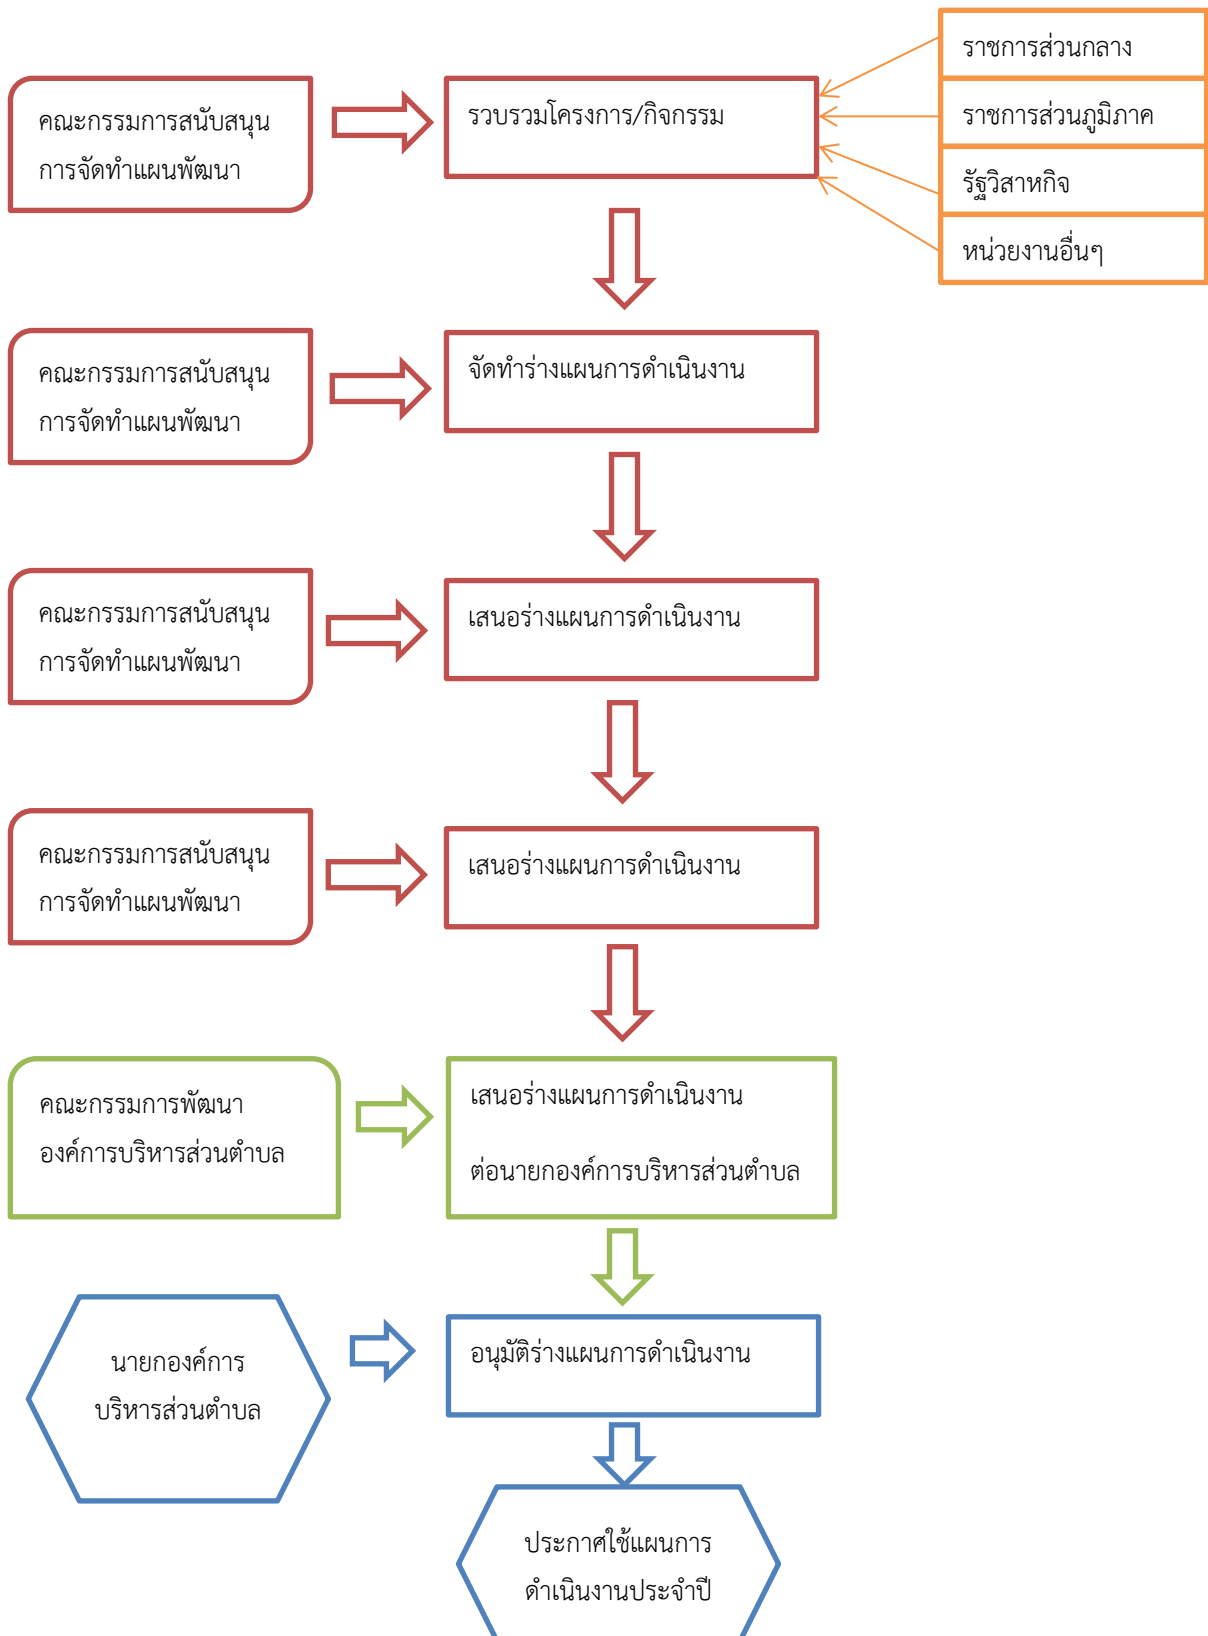 ราชการส่วนกลาง
คณะกรรมการสนับสนุน
การจัดทำแผนพัฒนา
รวบรวมโครงการ/กิจกรรม
ราชการส่วนภูมิภาค
รัฐวิสาหกิจ
หน่วยงานอื่นๆ
คณะกรรมการสนับสนุน
การจัดทำแผนพัฒนา
จัดทำร่างแผนการดำเนินงาน
คณะกรรมการสนับสนุน
การจัดทำแผนพัฒนา
เสนอร่างแผนการดำเนินงาน
คณะกรรมการสนับสนุน
การจัดทำแผนพัฒนา
เสนอร่างแผนการดำเนินงาน
คณะกรรมการพัฒนา
องค์การบริหารส่วนตำบล
เสนอร่างแผนการดำเนินงาน
ต่อนายกองค์การบริหารส่วนตำบล
นายกองค์การ
บริหารส่วนตำบล
อนุมัติร่างแผนการดำเนินงาน
ประกาศใช้แผนการ
ดำเนินงานประจำปี